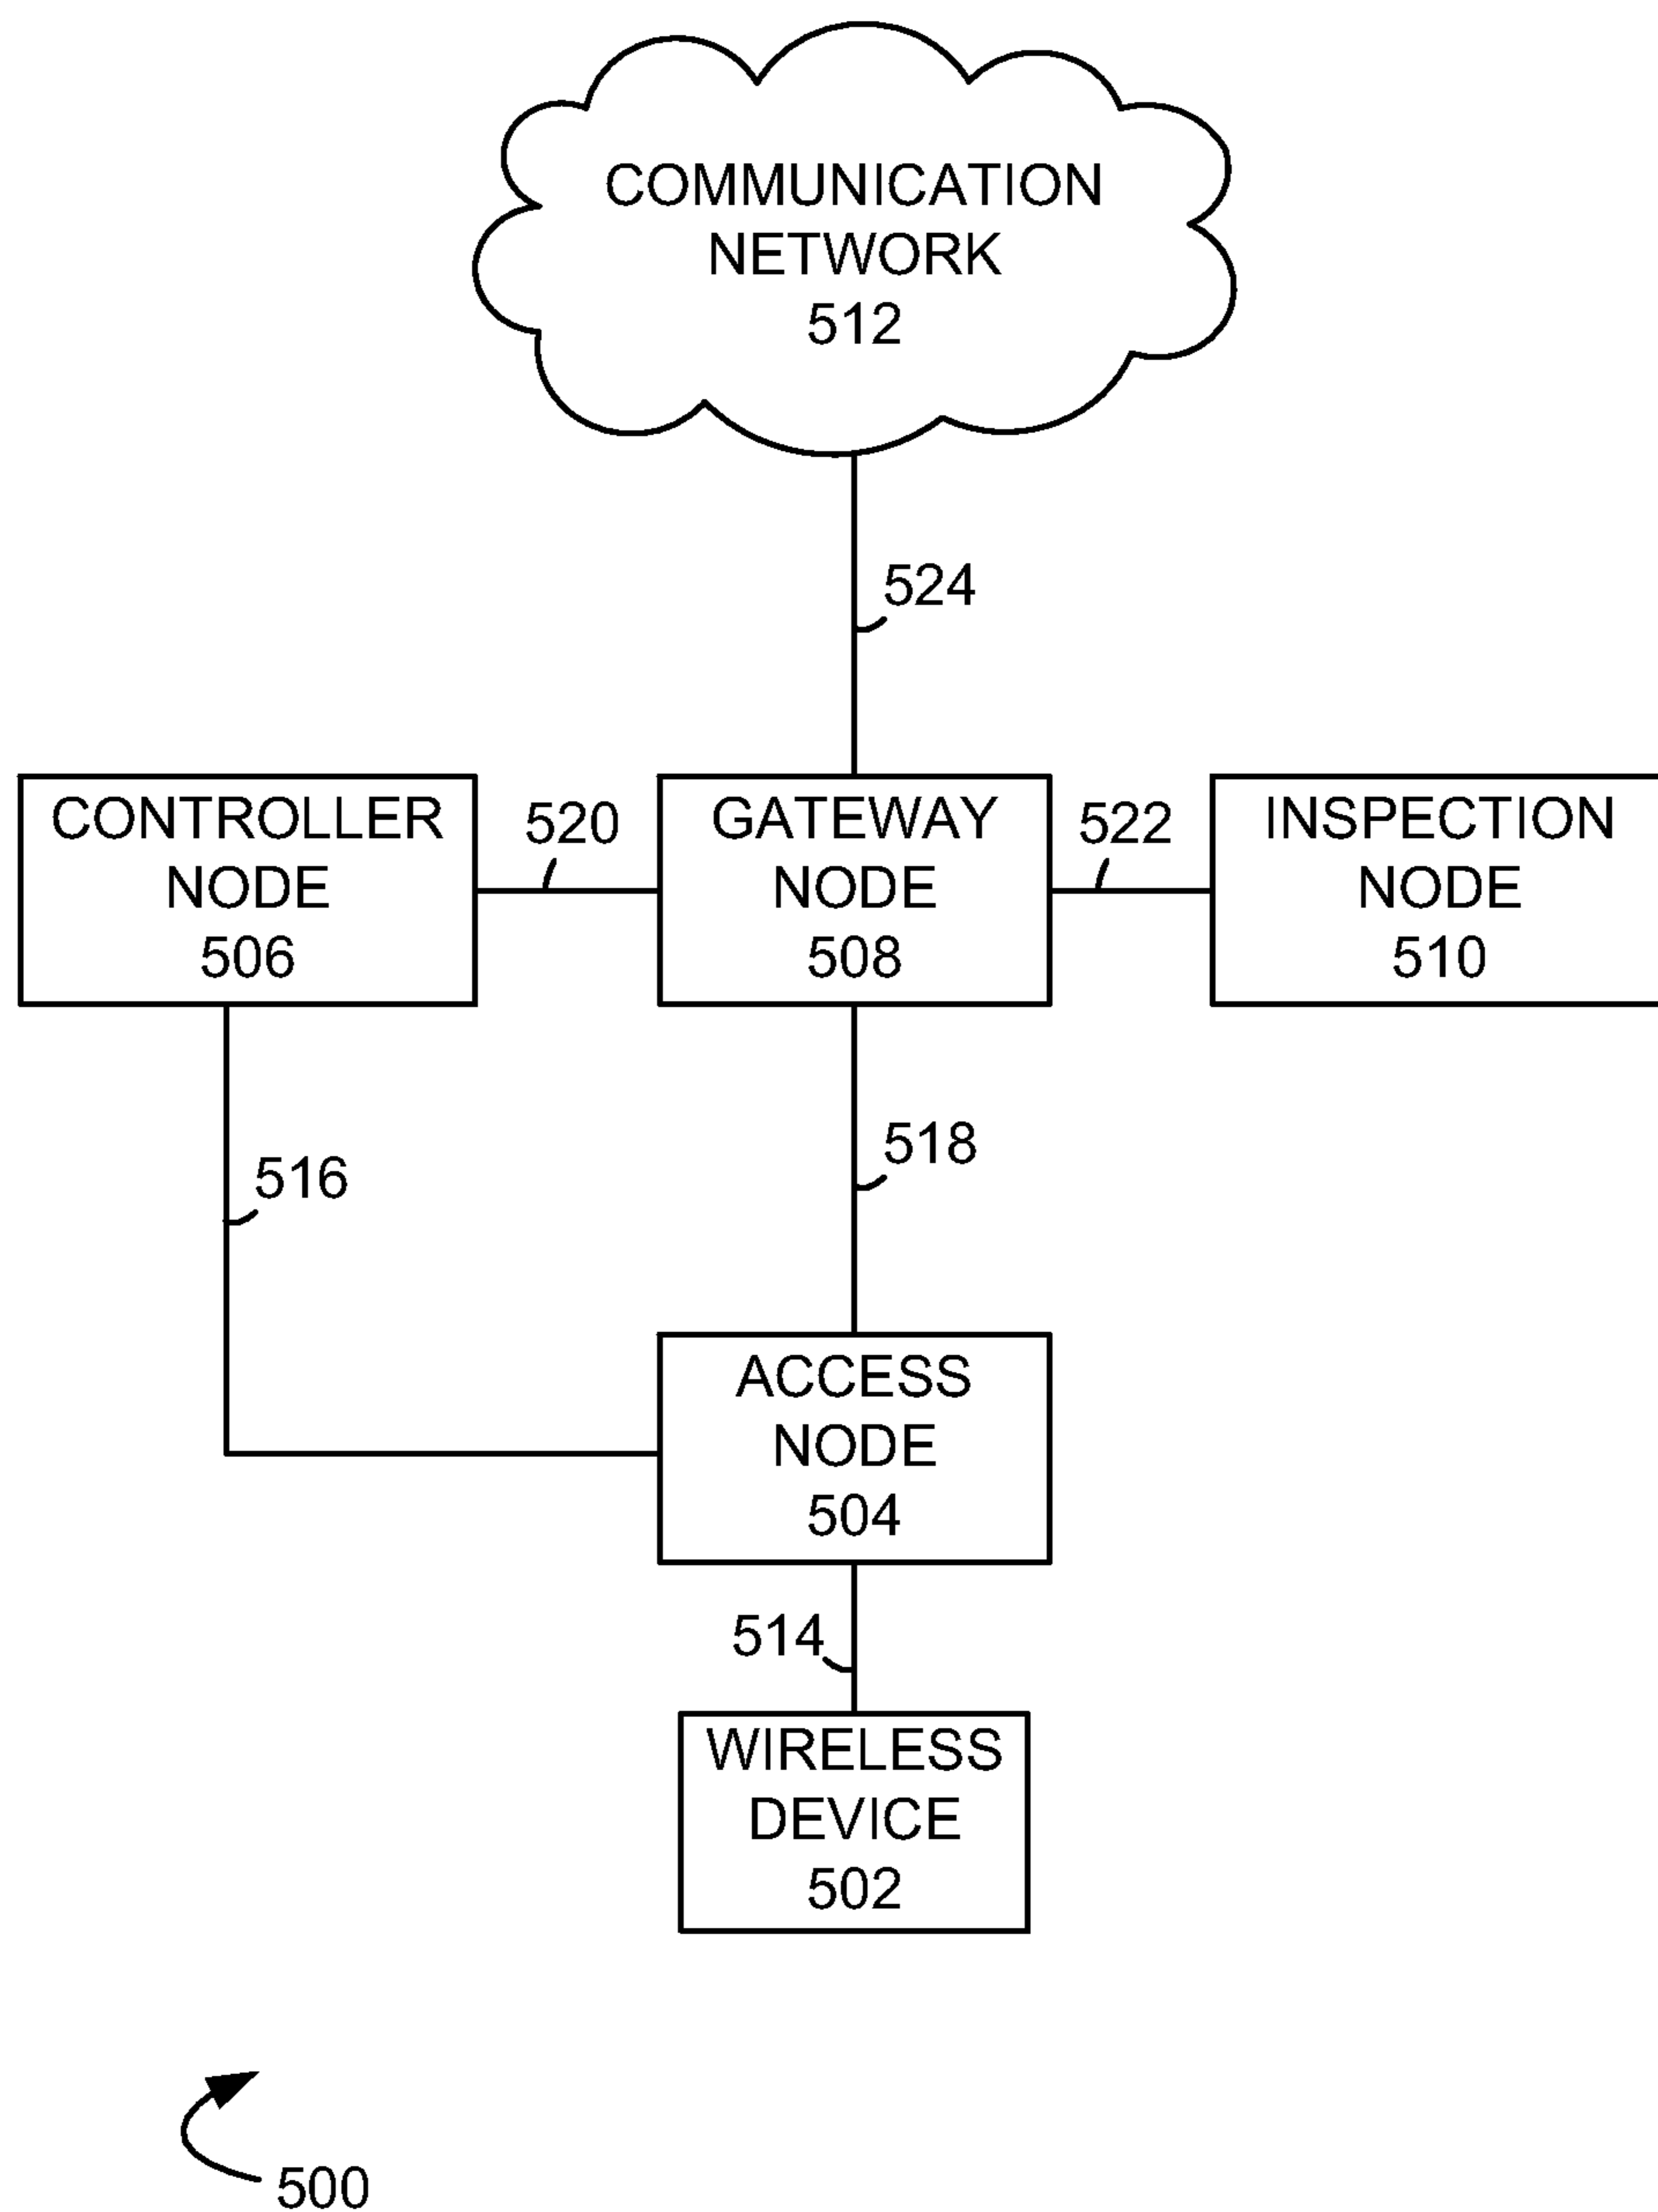 COMMUNICATION
NETWORK
512
524
CONTROLLER
NODE
506
520
GATEWAY
NODE
508
522
INSPECTION
NODE
510
516
518
ACCESS
NODE
504
514
WIRELESS
DEVICE
502
500